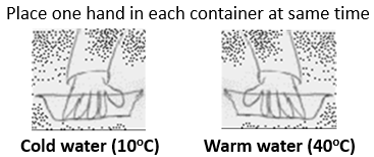 Place one hand in each container at same time
Cold water (10°C)
Warm water (40°C)